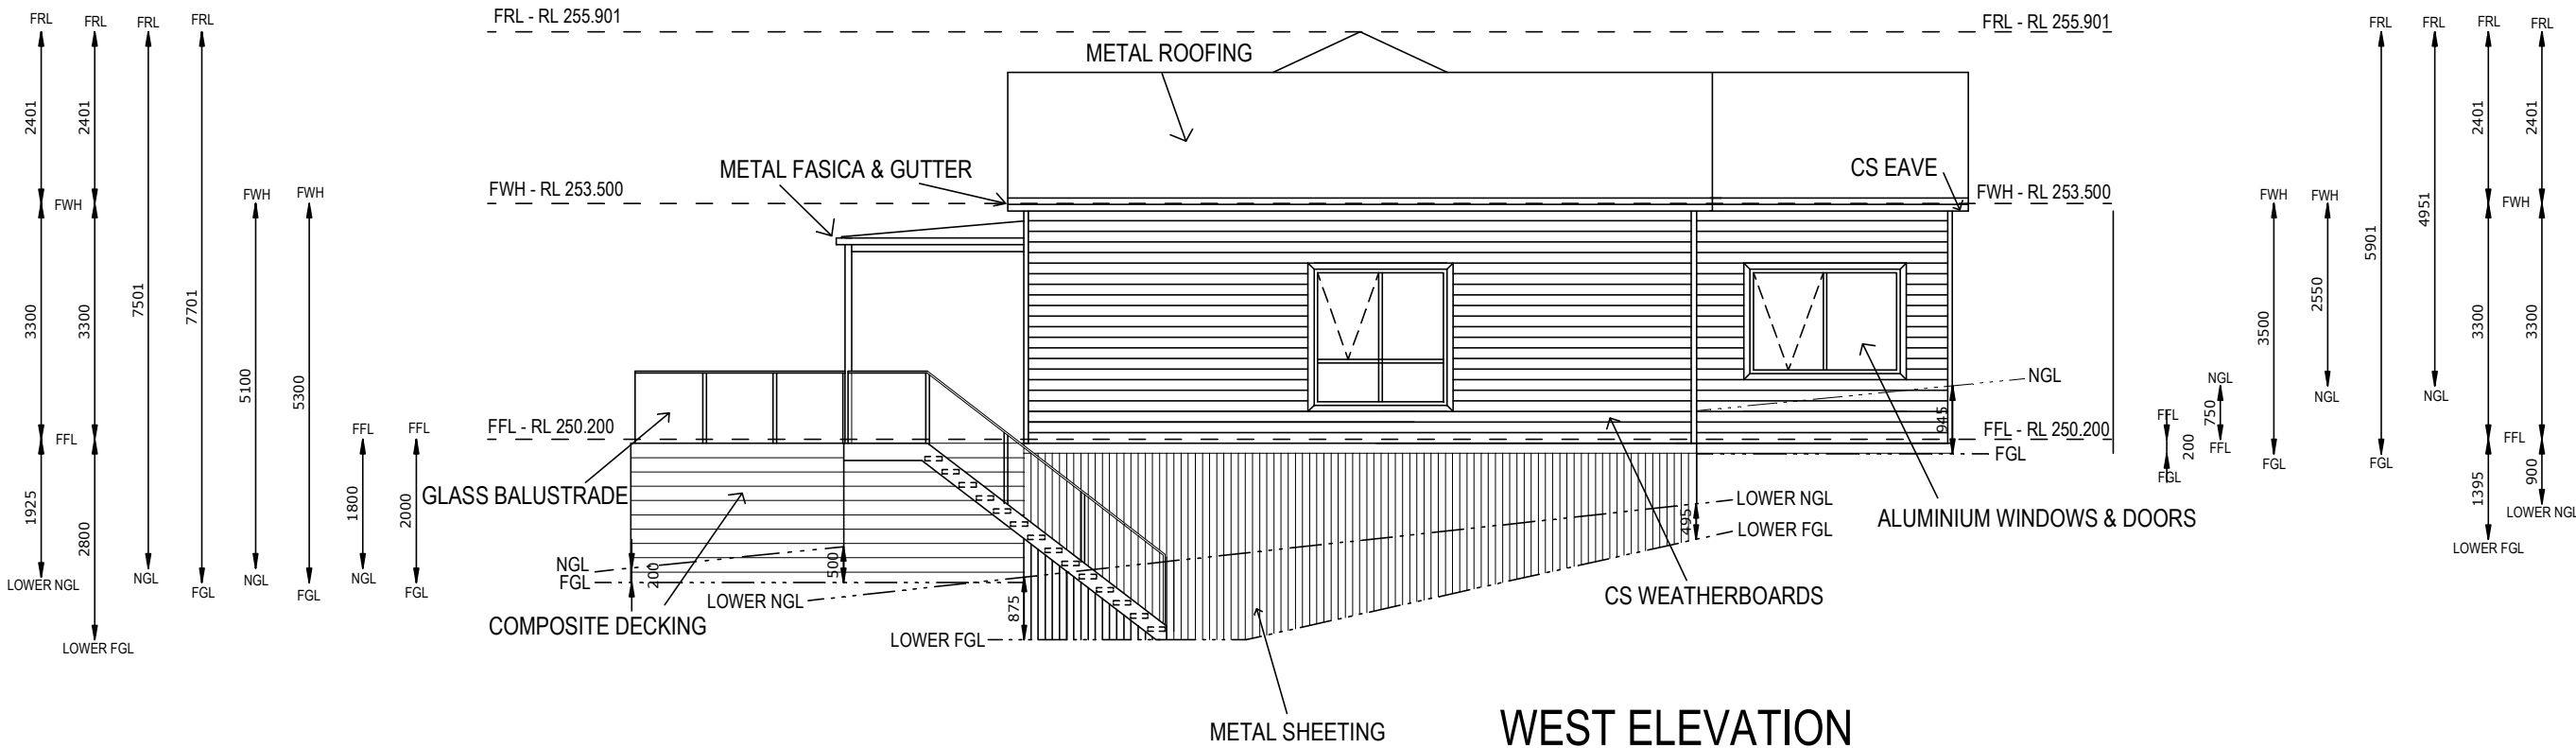 FRL FRL FRL FRL
2401 2401
FWH
3300 3300
7501 7701
FWH FWH
5100 5300
FFL
FFL FFL
1925 2800
1800 2000
LOWER NGL
LOWER FGL
NGL FGL
NGL FGL
NGL FGL
FRL - RL 255.901
FRL - RL 255.901
METAL ROOFING
METAL FASICA & GUTTER
CS EAVE
FWH - RL 253.500
FWH - RL 253.500
NGL
945
FFL - RL 250.200
FFL - RL 250.200
FGL
GLASS BALUSTRADE
LOWER NGL
495
LOWER FGL
ALUMINIUM WINDOWS & DOORS
NGL
FGL
200
500
LOWER NGL
875
CS WEATHERBOARDS
COMPOSITE DECKING
LOWER FGL
METAL SHEETING
WEST ELEVATION
FRL FRL FRL FRL
2401 2401
4951
5901
FWH FWH
FWH
3500 2550
3300 3300
NGL
750
FFL
200
FFL
FGL
NGL
NGL
FGL
FGL
FFL
1395 900
LOWER NGL
LOWER FGL